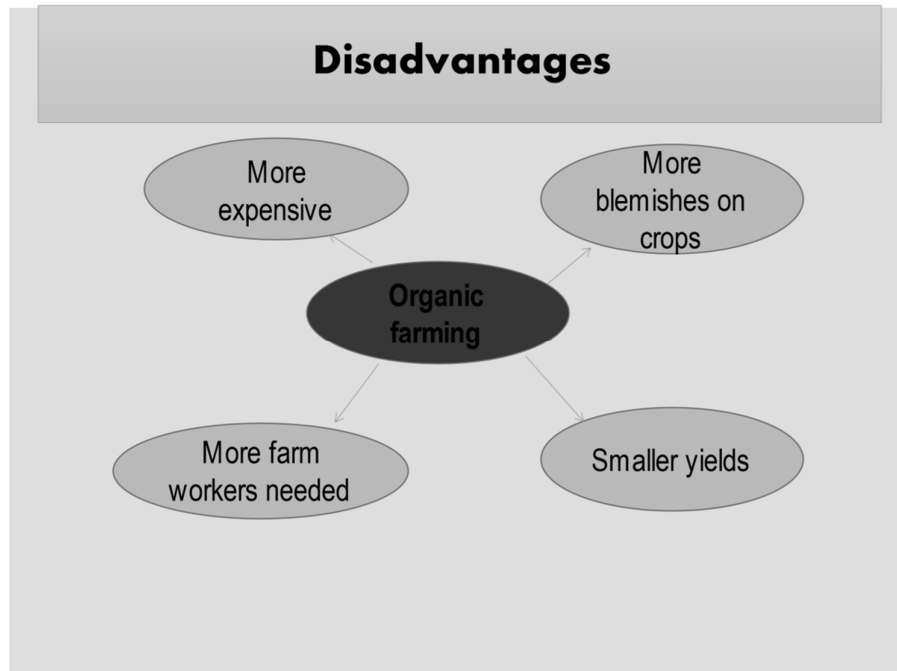 Disadvantages
More
expensive
More
blemishes on
crops
Organic
farming
More farm
workers needed
Smaller yields